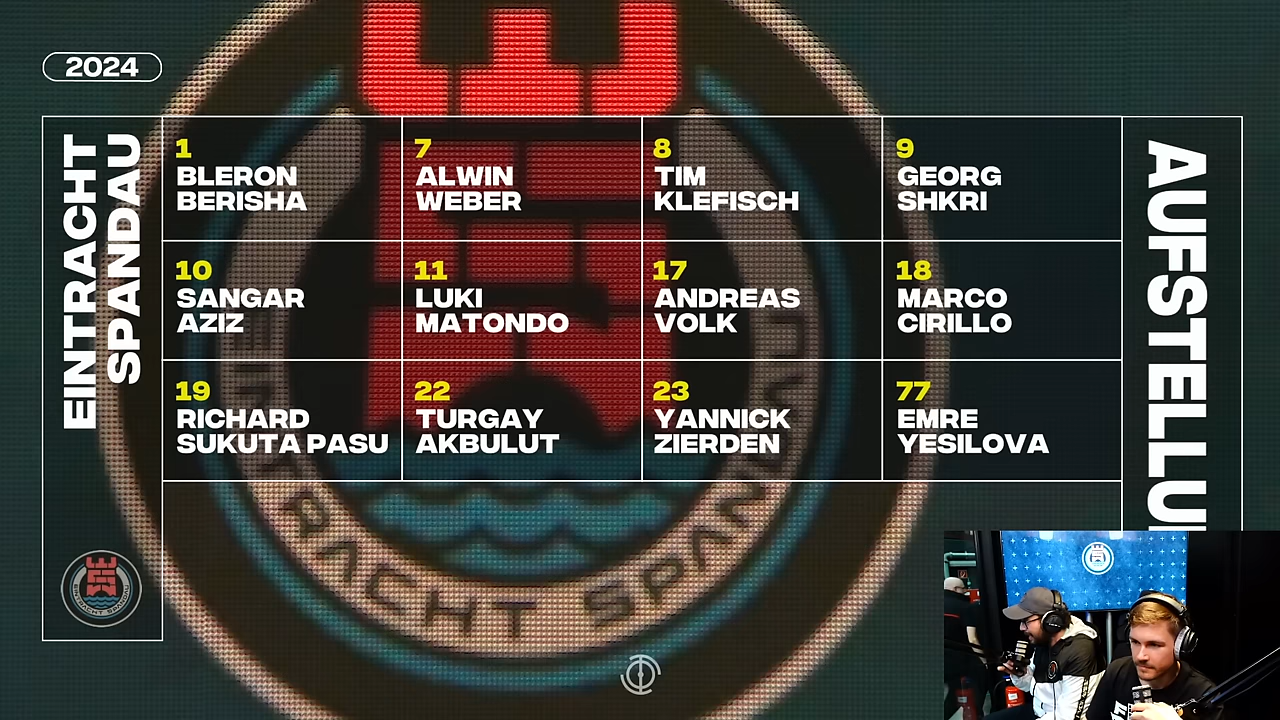 2024
EINTRACHT
SPANDAU
1
BLERON
BERISHA
7
ALWIN
WEBER
8
TIM
KLEFISCH
9
GEORG
SHKRI
10
SANGAR
AZIZ
11
LUKI
MATONDO
17
ANDREAS
VOLK
18
MARCO
CIRILLO
19
RICHARD
SUKUTA PASU
22
TURGAY
AKBULUT
23
YANNICK
ZIERDEN
77
EMRE
YESILOVA
AUFSTELLU
EINTRACHT SPANDAU